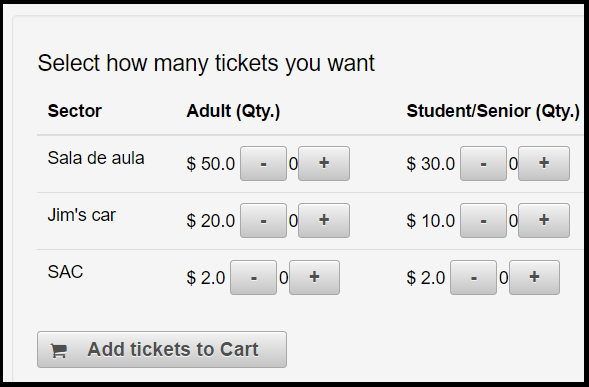 Select how many tickets you want
Sector Adult (Qty.) Student/Senior (Qty.)
Sala de aula $ 50.0 - 0 + $ 30.0 - 0 +
Jim's car $ 20.0 - 0 + $ 10.0 - 0 +
SAC $ 2.0 - 0 + $ 2.0 - 0 +
Add tickets to Cart